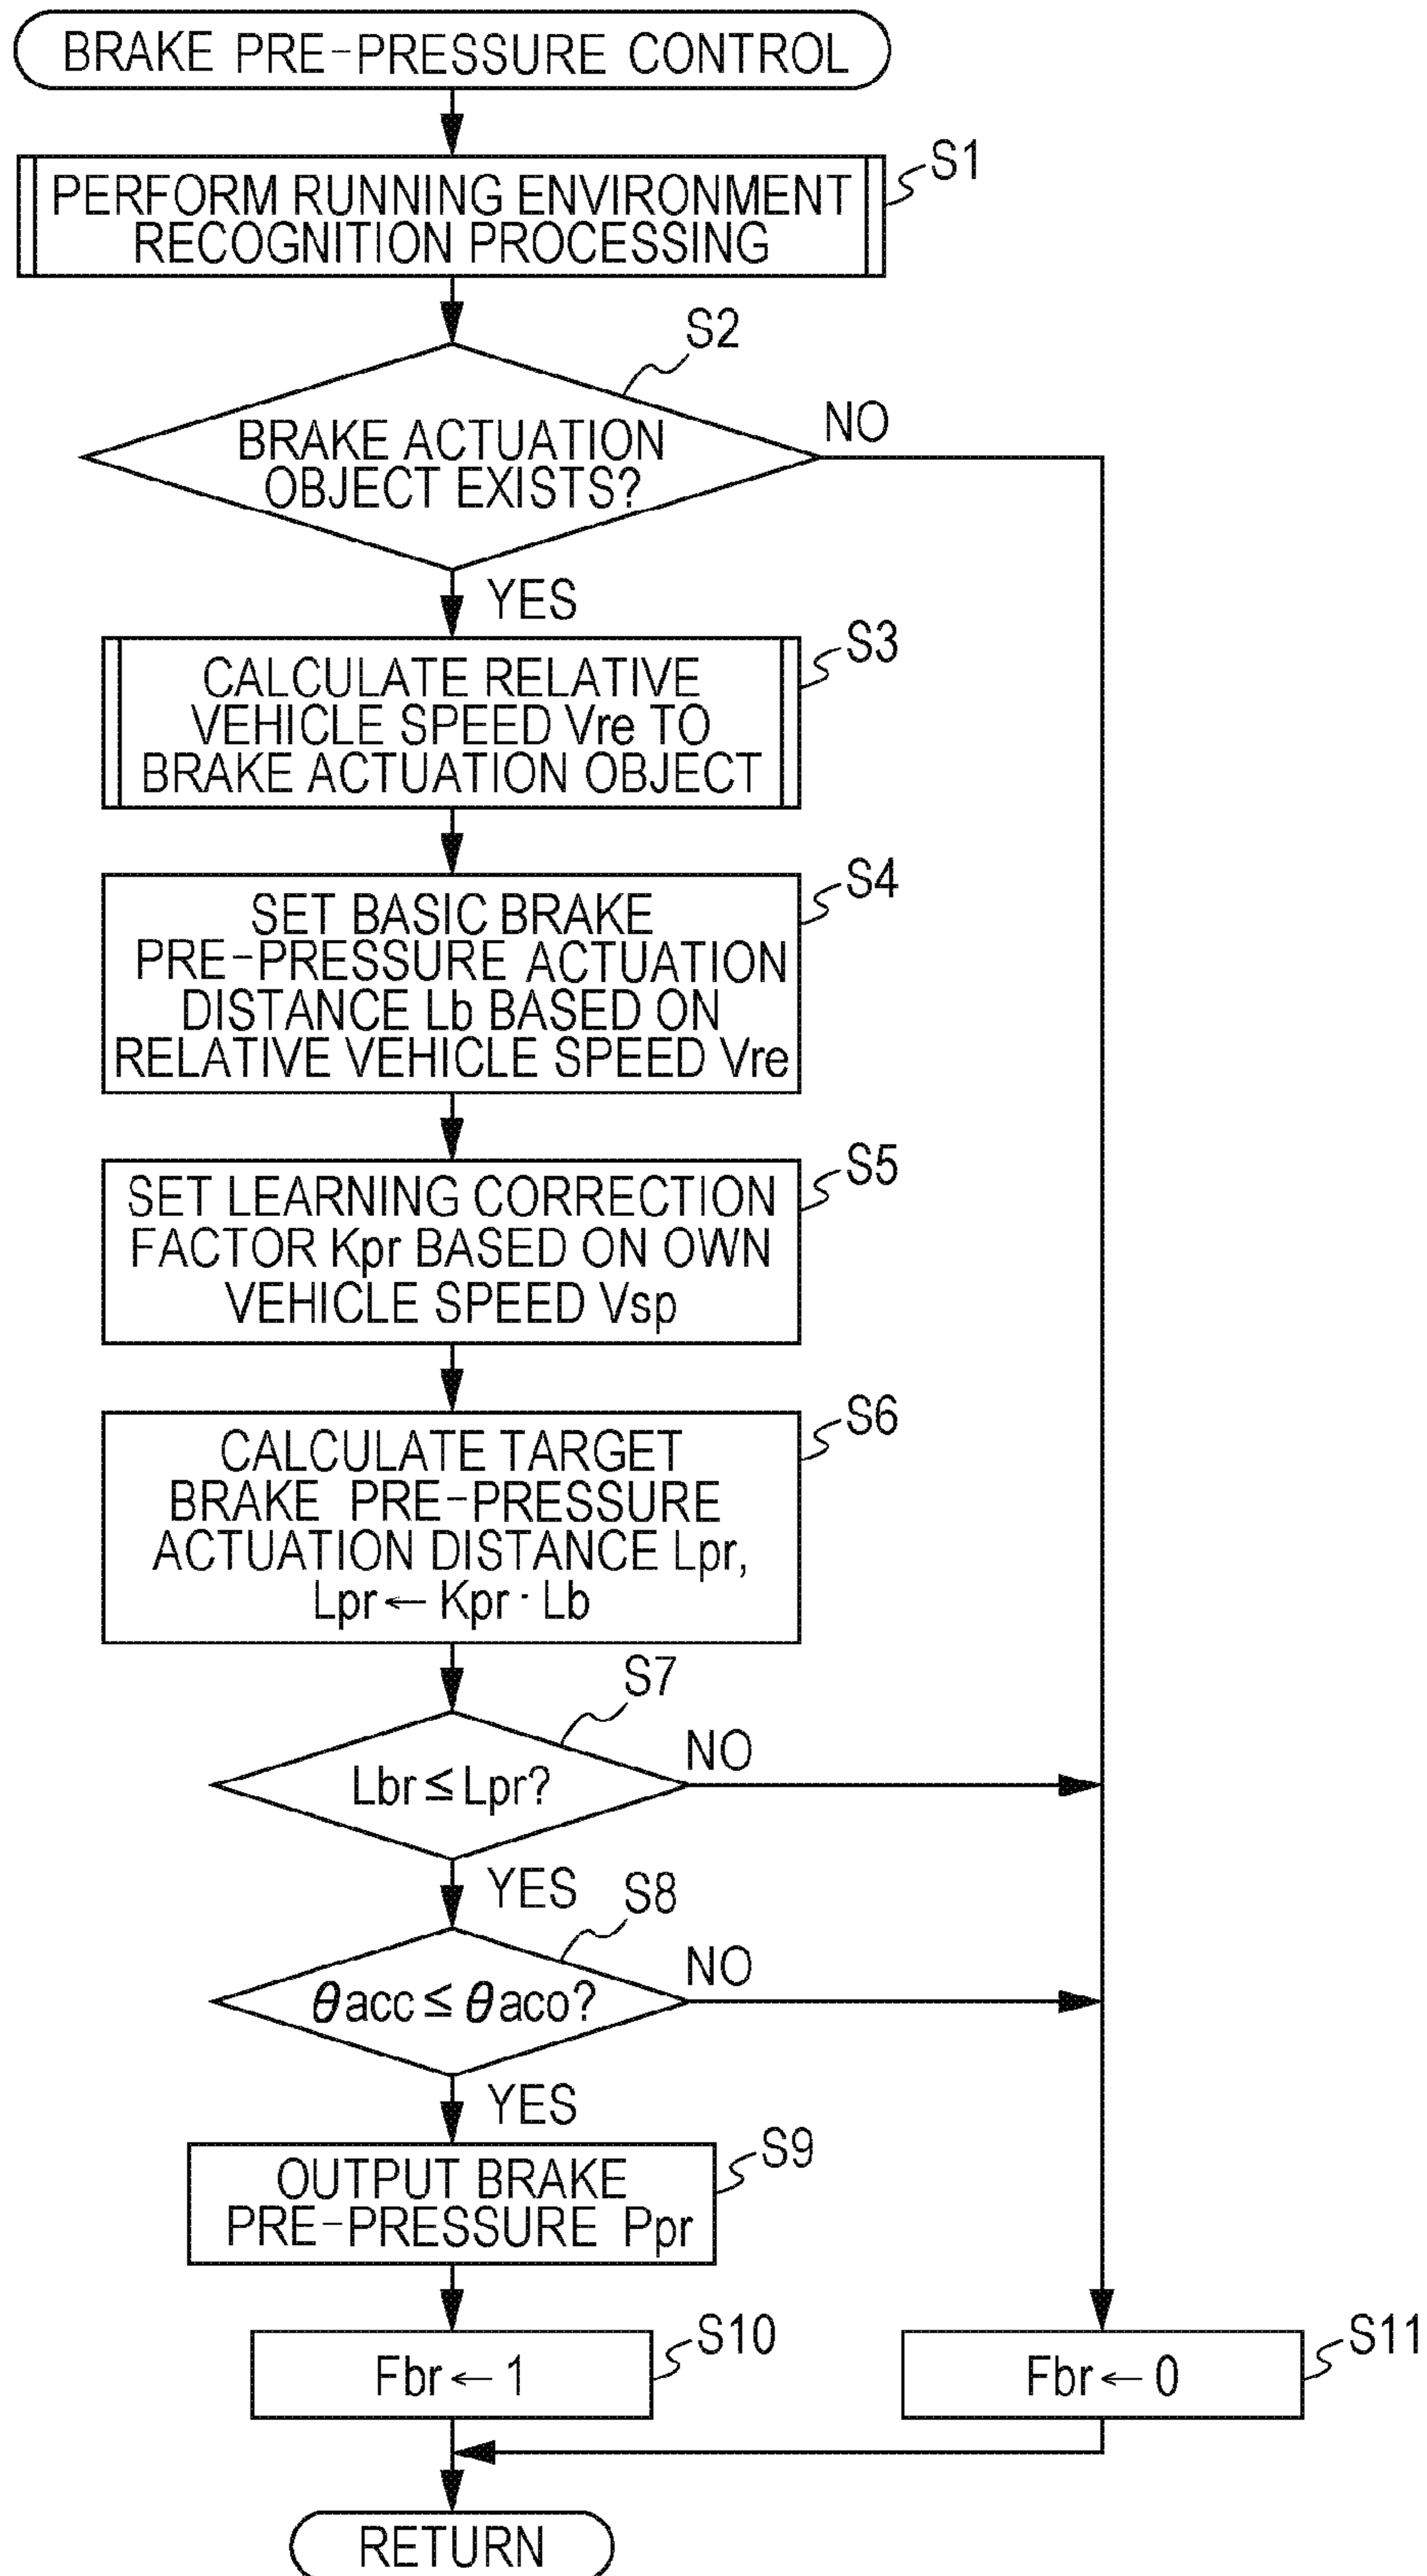 BRAKE PRE-PRESSURE CONTROL
S1
PERFORM RUNNING ENVIRONMENT
RECOGNITION PROCESSING
S2
BRAKE ACTUATION
OBJECT EXISTS?
NO
YES
S3
CALCULATE RELATIVE
VEHICLE SPEED Vre TO
BRAKE ACTUATION OBJECT
S4
SET BASIC BRAKE
PRE-PRESSURE ACTUATION
DISTANCE Lb BASED ON
RELATIVE VEHICLE SPEED Vre
S5
SET LEARNING CORRECTION
FACTOR Kpr BASED ON OWN
VEHICLE SPEED Vsp
S6
CALCULATE TARGET
BRAKE PRE-PRESSURE
ACTUATION DISTANCE Lpr,
Lpr ← Kpr · Lb
S7
Lbr ≦ Lpr?
NO
YES
S8
θacc ≦ θaco?
NO
YES
S9
OUTPUT BRAKE
PRE-PRESSURE Ppr
S10
Fbr ← 1
S11
Fbr ← 0
RETURN